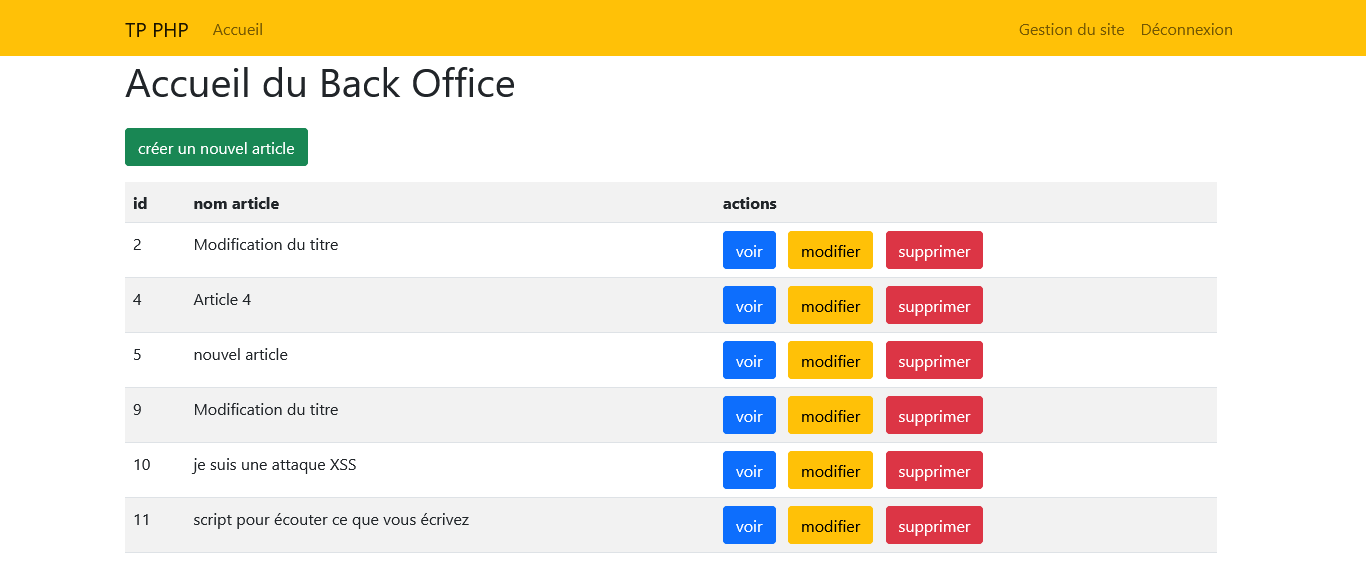 TP PHP Accueil Gestion du site Déconnexion
Accueil du Back Office
créer un nouvel article
id nom article actions
2 Modification du titre voir modifier supprimer
4 Article 4 voir modifier supprimer
5 nouvel article voir modifier supprimer
9 Modification du titre voir modifier supprimer
10 je suis une attaque XSS voir modifier supprimer
11 script pour écouter ce que vous écrivez voir modifier supprimer